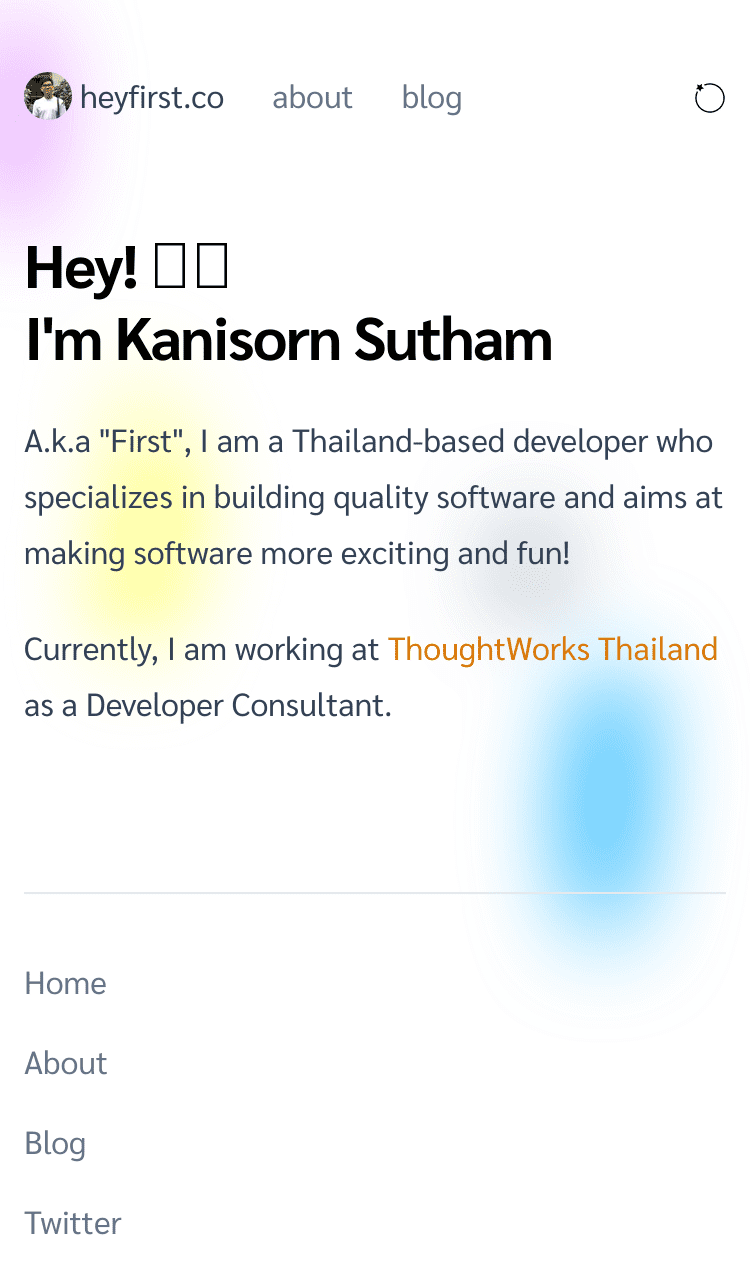 heyfirst.co about blog
Hey!
I'm Kanisorn Sutham
A.k.a "First", I am a Thailand-based developer who
specializes in building quality software and aims at
making software more exciting and fun!
Currently, I am working at ThoughtWorks Thailand
as a Developer Consultant.
Home
About
Blog
Twitter